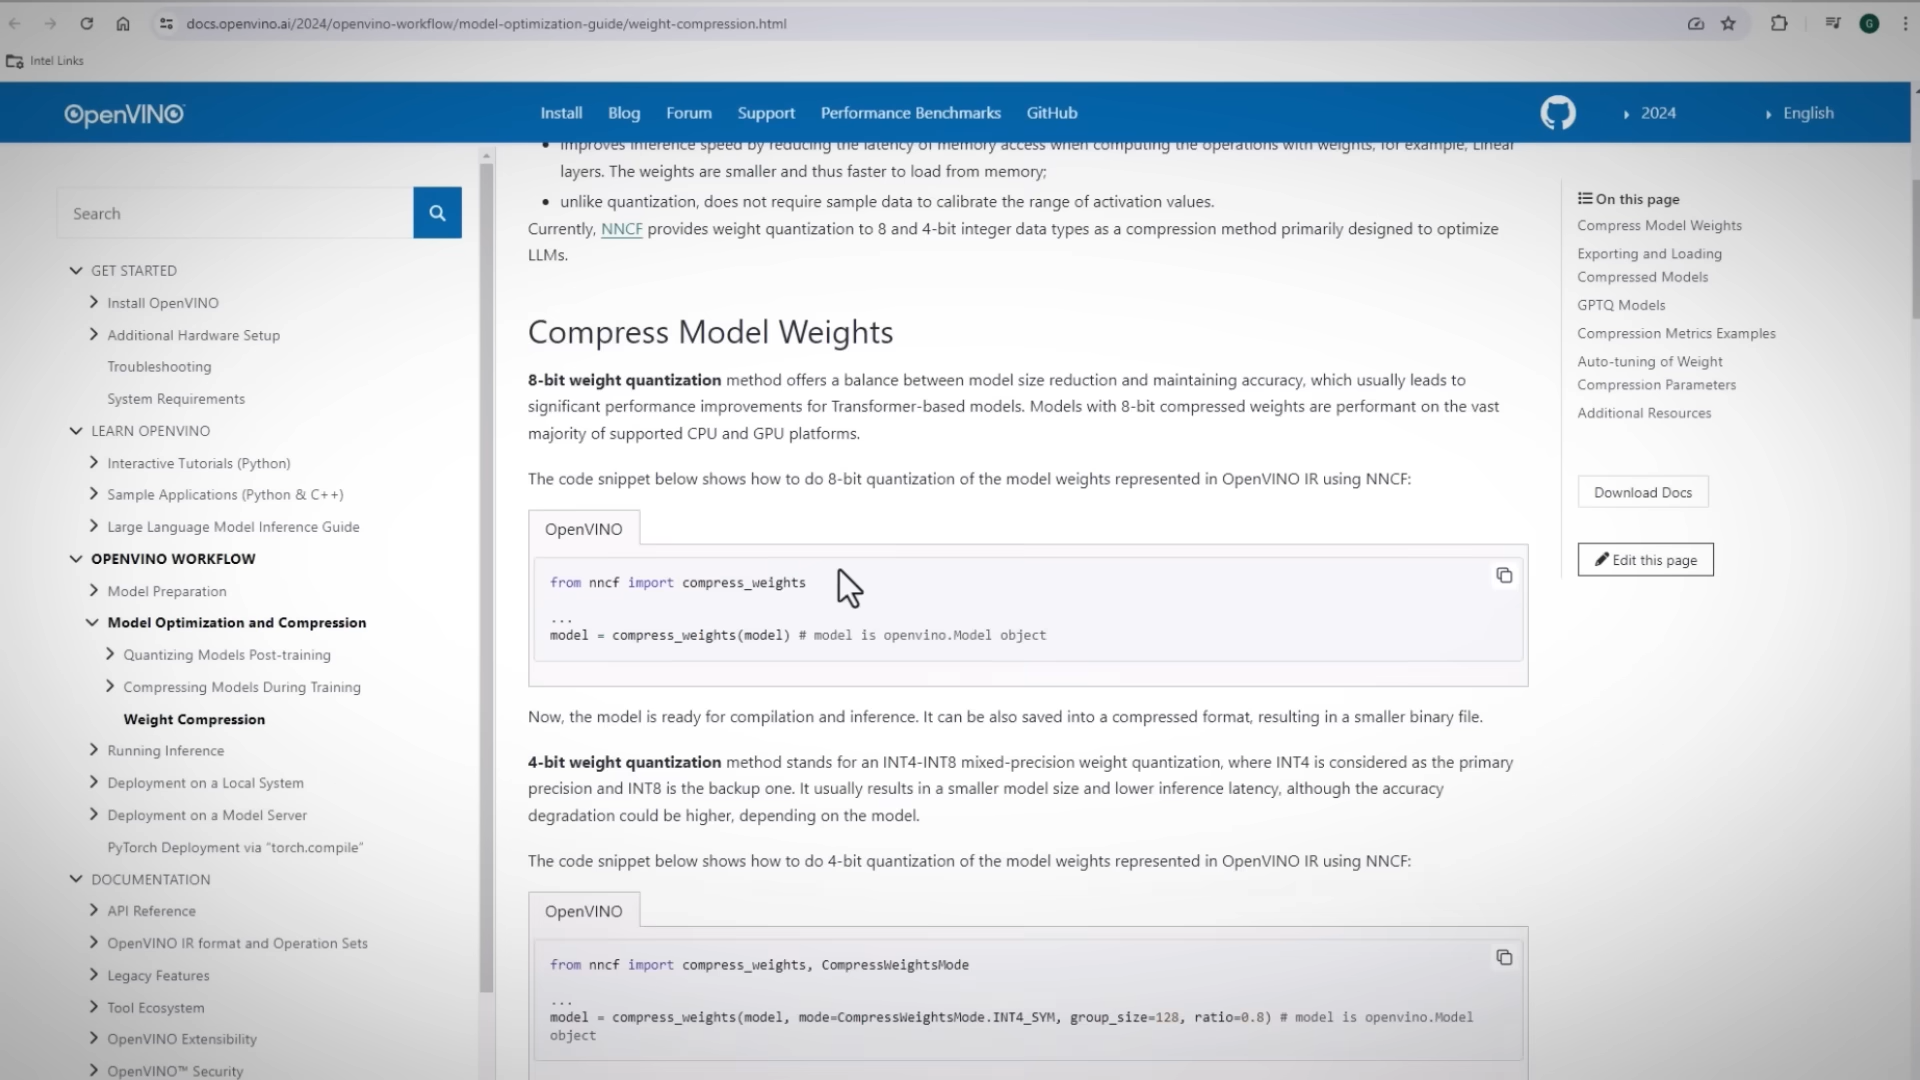 docs.openvino.ai/2024/openvino-workflow/model-optimization-guide/weight-compression.html
G
Intel Links
OpenVINO
Install
Blog
Forum
Support
Performance Benchmarks
GitHub
2024
English
Search
GET STARTED
Install OpenVINO
Additional Hardware Setup
Troubleshooting
System Requirements
LEARN OPENVINO
Interactive Tutorials (Python)
Sample Applications (Python & C++)
Large Language Model Inference Guide
OPENVINO WORKFLOW
Model Preparation
Model Optimization and Compression
Quantizing Models Post-training
Compressing Models During Training
Weight Compression
Running Inference
Deployment on a Local System
Deployment on a Model Server
PyTorch Deployment via “torch.compile”
DOCUMENTATION
API Reference
OpenVINO IR format and Operation Sets
Legacy Features
Tool Ecosystem
OpenVINO Extensibility
OpenVINO™ Security
improves inference speed by reducing the latency of memory access when computing the operations with weights, for example, Linear
layers. The weights are smaller and thus faster to load from memory;
unlike quantization, does not require sample data to calibrate the range of activation values.
Currently, NNCF provides weight quantization to 8 and 4-bit integer data types as a compression method primarily designed to optimize
LLMs.
Compress Model Weights
8-bit weight quantization method offers a balance between model size reduction and maintaining accuracy, which usually leads to
significant performance improvements for Transformer-based models. Models with 8-bit compressed weights are performant on the vast
majority of supported CPU and GPU platforms.
The code snippet below shows how to do 8-bit quantization of the model weights represented in OpenVINO IR using NNCF:
OpenVINO
from nncf import compress_weights
...
model = compress_weights(model) # model is openvino.Model object
Now, the model is ready for compilation and inference. It can be also saved into a compressed format, resulting in a smaller binary file.
4-bit weight quantization method stands for an INT4-INT8 mixed-precision weight quantization, where INT4 is considered as the primary
precision and INT8 is the backup one. It usually results in a smaller model size and lower inference latency, although the accuracy
degradation could be higher, depending on the model.
The code snippet below shows how to do 4-bit quantization of the model weights represented in OpenVINO IR using NNCF:
OpenVINO
from nncf import compress_weights, CompressWeightsMode
...
model = compress_weights(model, mode=CompressWeightsMode.INT4_SYM, group_size=128, ratio=0.8) # model is openvino.Model
object
On this page
Compress Model Weights
Exporting and Loading
Compressed Models
GPTQ Models
Compression Metrics Examples
Auto-tuning of Weight
Compression Parameters
Additional Resources
Download Docs
Edit this page